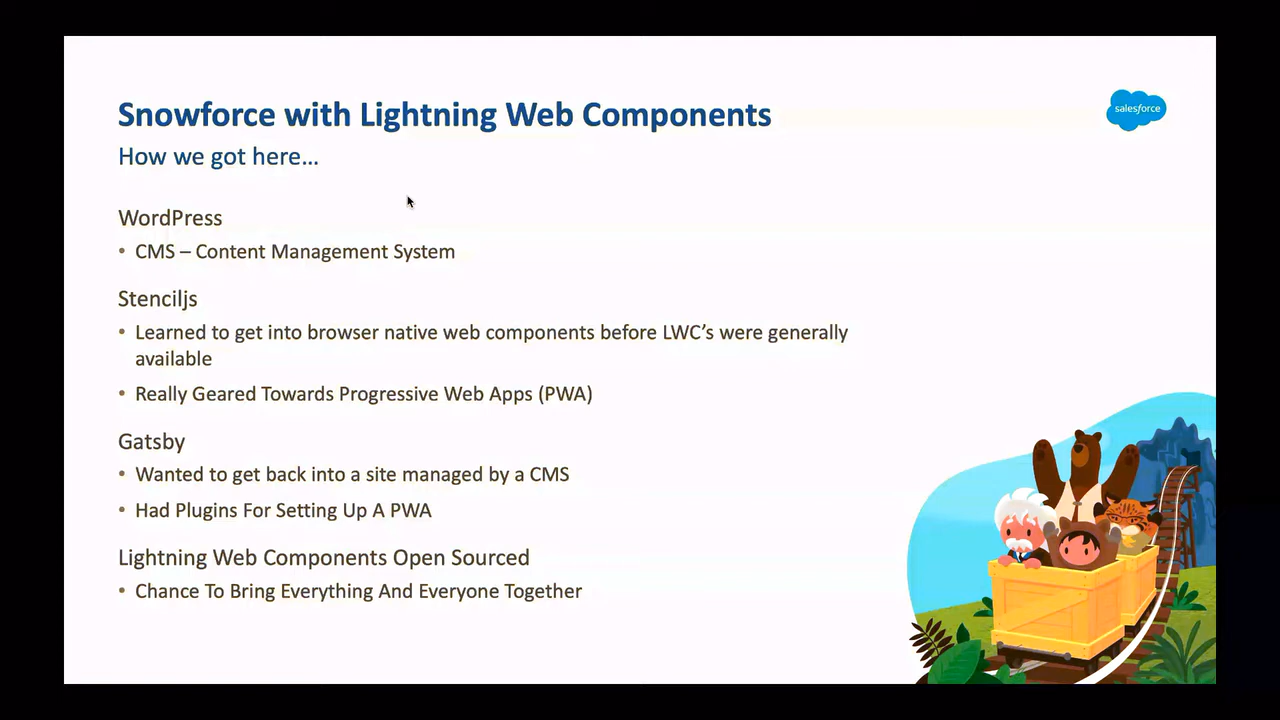 Snowforce with Lightning Web Components
salesforce
How we got here...
WordPress
• CMS – Content Management System
Stenciljs
• Learned to get into browser native web components before LWC's were generally
available
• Really Geared Towards Progressive Web Apps (PWA)
Gatsby
• Wanted to get back into a site managed by a CMS
• Had Plugins For Setting Up A PWA
Lightning Web Components Open Sourced
• Chance To Bring Everything And Everyone Together